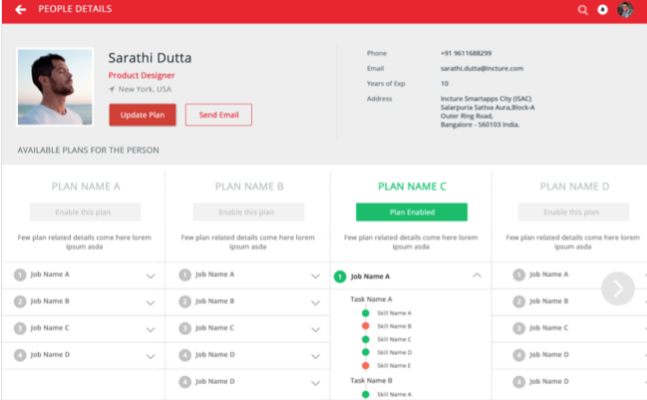 PEOPLE DETAILS
Sarathi Dutta
Product Designer
New York, USA
Update Plan
Send Email
Phone +91 9611688299
Email sarathi.dutta@incture.com
Years of Exp 10
Address Incture Smartapps City (ISAC)
Salarpuria Sattva Aura,Block-A
Outer Ring Road,
Bangalore - 560103 India.
AVAILABLE PLANS FOR THE PERSON
PLAN NAME A
Enable this plan
Few plan related details come here lorem
ipsum asda
1 Job Name A
2 Job Name B
3 Job Name C
4 Job Name D
PLAN NAME B
Enable this plan
Few plan related details come here lorem
ipsum asda
1 Job Name A
2 Job Name B
3 Job Name C
4 Job Name D
4 Job Name D
PLAN NAME C
Plan Enabled
Few plan related details come here lorem
ipsum asda
1 Job Name A
Task Name A
Skill Name A
Skill Name B
Skill Name C
Skill Name D
Skill Name E
Task Name B
Skill Name A
PLAN NAME D
Enable this plan
Few plan related details come here lorem
ipsum asda
1 Job Name A
2 Job Name B
3 Job Name C
4 Job Name D
4 Job Name D